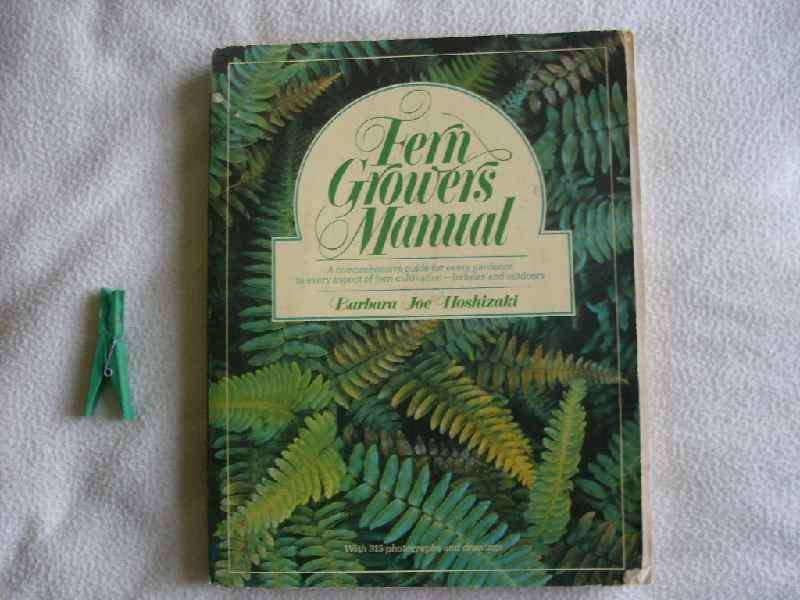 Fern
Growers
Manual
A comprehensive guide for every gardener
to every aspect of fern cultivation—indoors and outdoors
Barbara Joe Hoshizaki
With 315 photographs and drawings